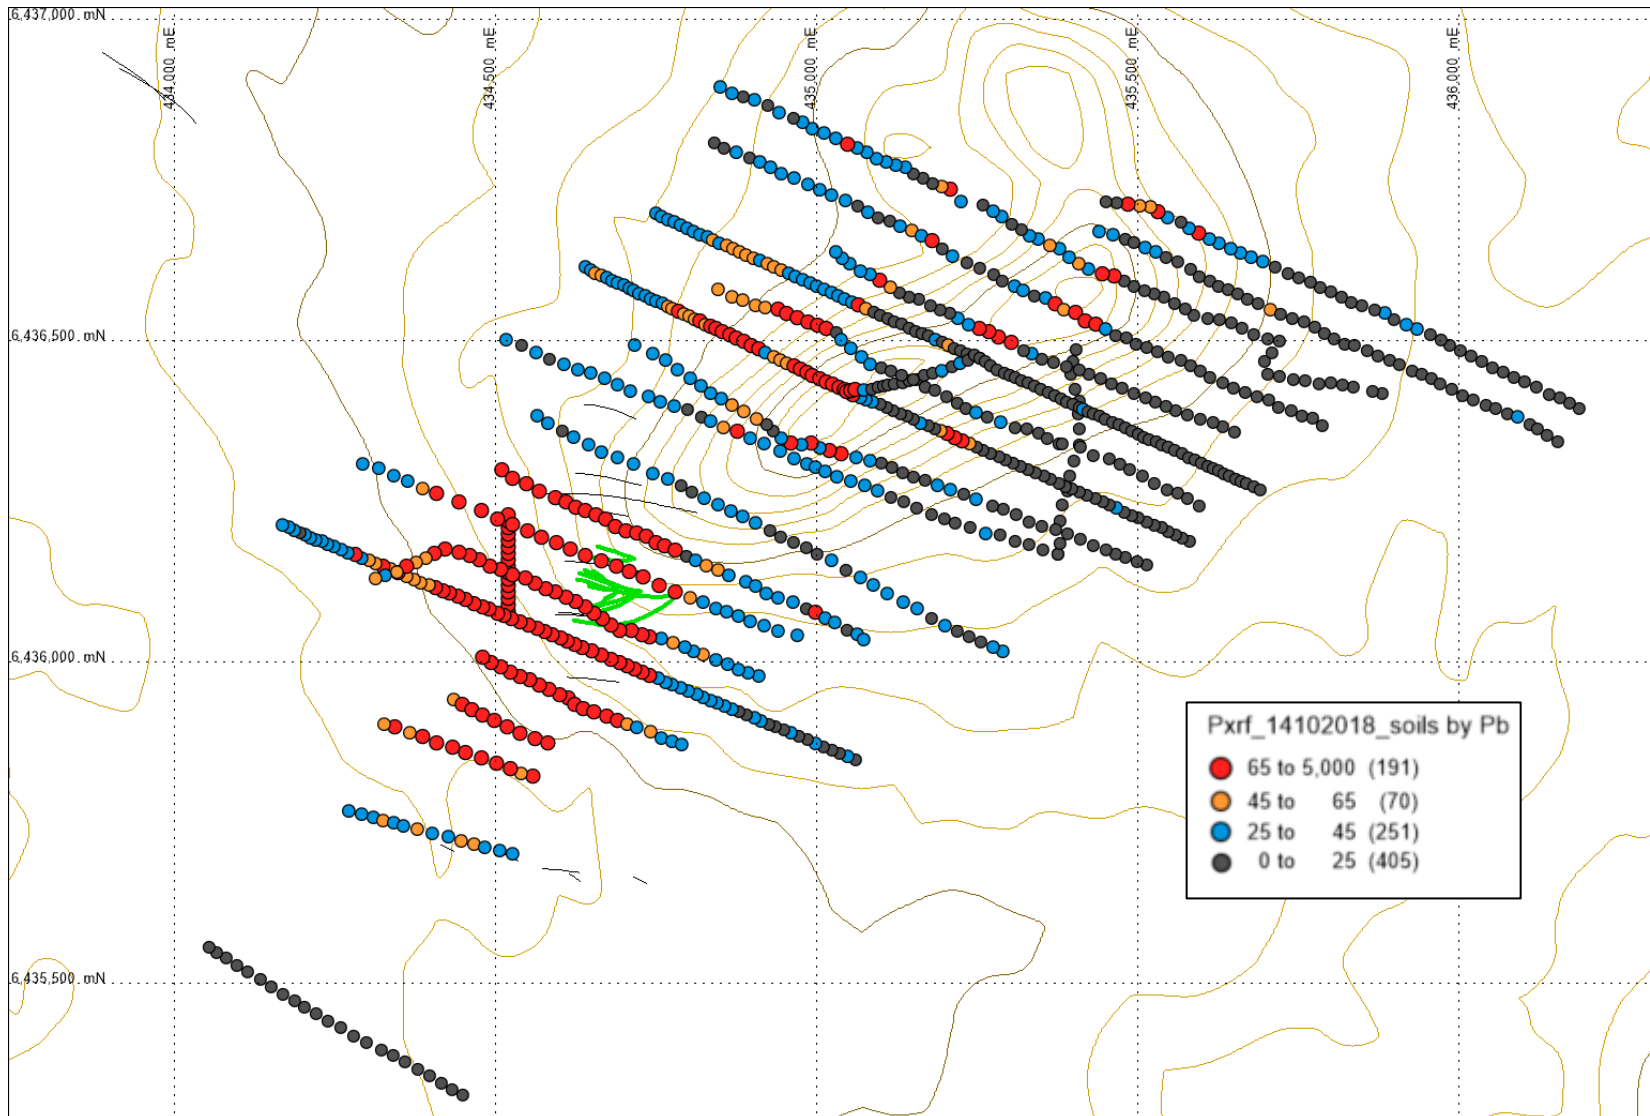 6,437,000 mN
434,000 mE
434,500 mE
435,000 mE
435,500 mE
436,000 mE
6,436,500 mN
6,436,000 mN
Pxrf_14102018_soils by Pb
65 to 5,000 (191)
45 to 65 (70)
25 to 45 (251)
0 to 25 (405)
6,435,500 mN